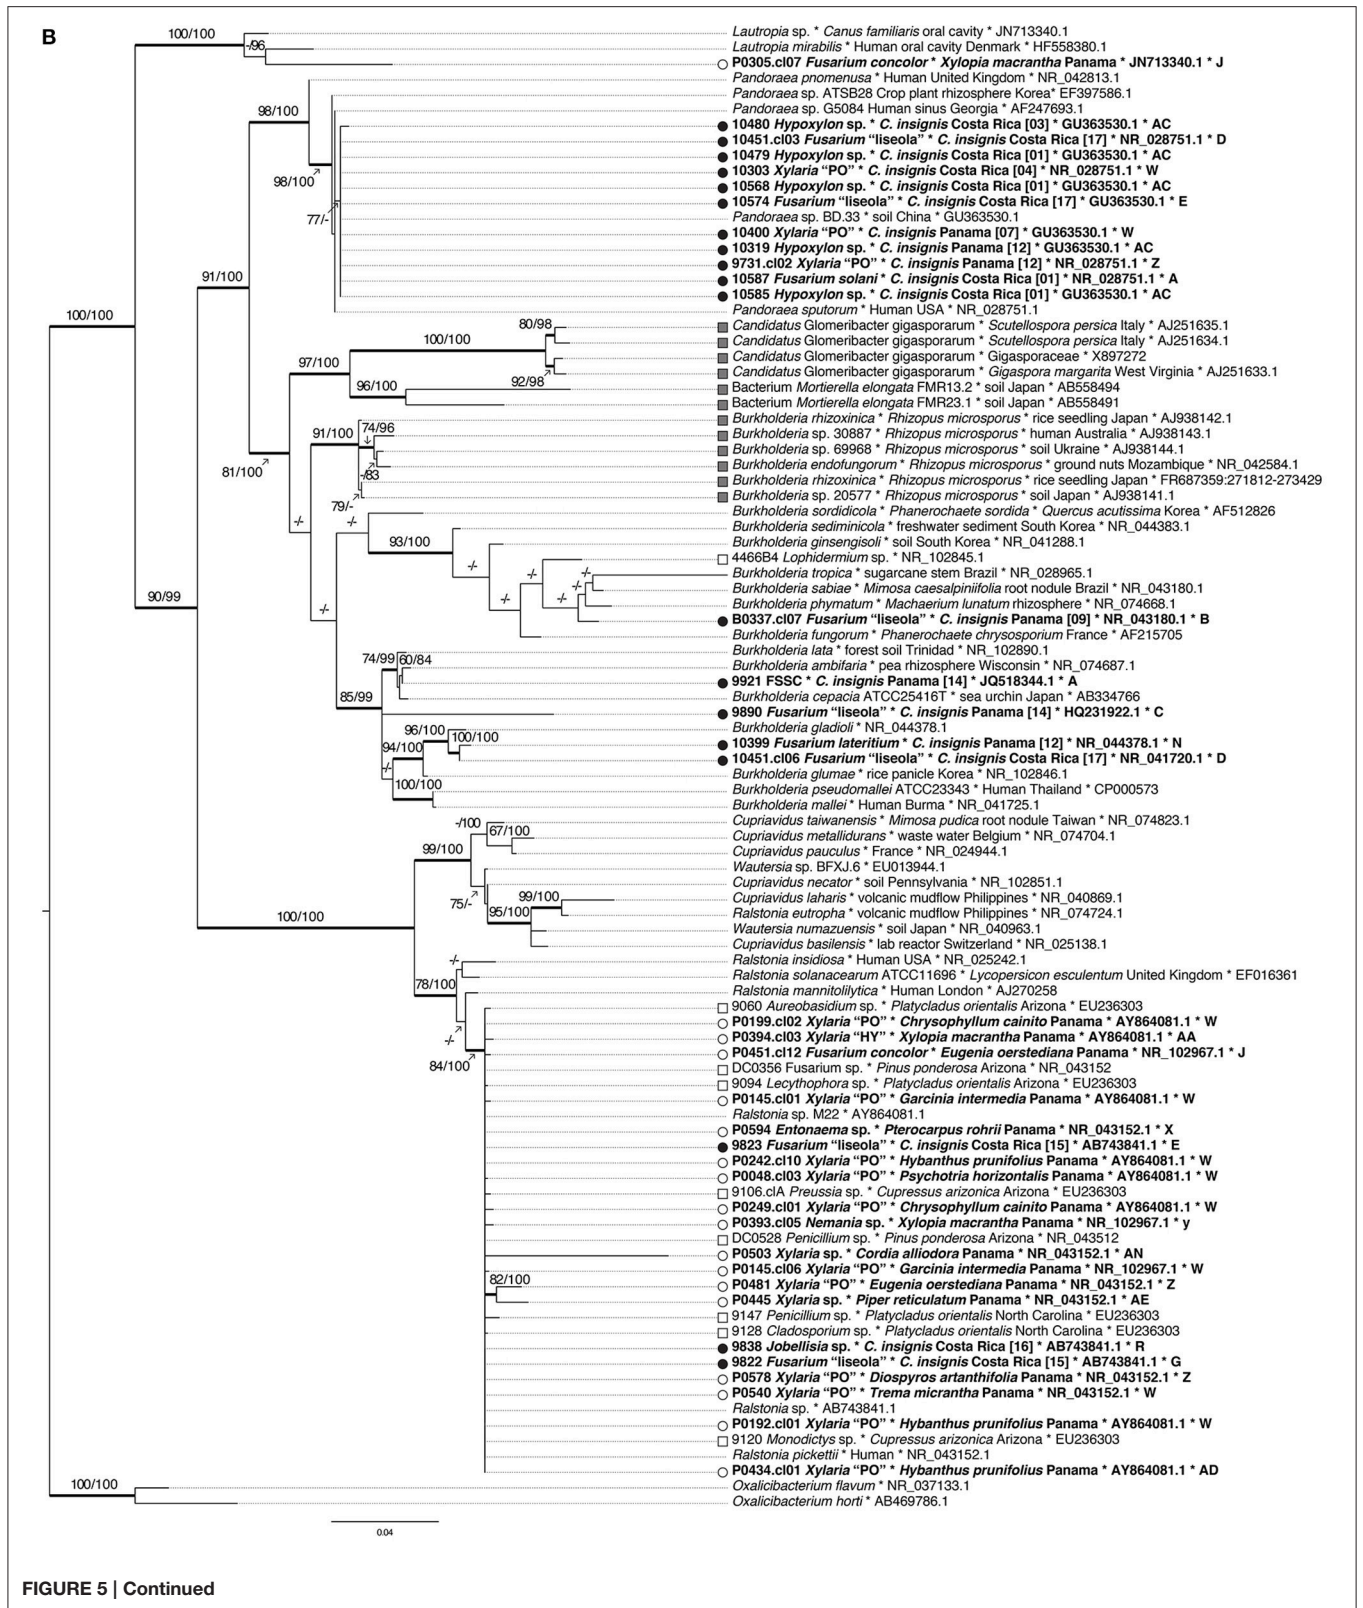 B
100/100
Lautropia sp. * Canus familiaris oral cavity * JN713340.1
-/96
Lautropia mirabilis * Human oral cavity Denmark * HF558380.1
P0305.cl07 Fusarium concolor * Xylopia macrantha Panama * JN713340.1 * J
Pandoraea pnomenusa * Human United Kingdom * NR_042813.1
Pandoraea sp. ATSB28 Crop plant rhizosphere Korea* EF397586.1
98/100
Pandoraea sp. G5084 Human sinus Georgia * AF247693.1
10480 Hypoxylon sp. * C. insignis Costa Rica [03] * GU363530.1 * AC
10451.cl03 Fusarium “liseola” * C. insignis Costa Rica [17] * NR_028751.1 * D
10479 Hypoxylon sp. * C. insignis Costa Rica [01] * GU363530.1 * AC
98/100
10303 Xylaria “PO” * C. insignis Costa Rica [04] * NR_028751.1 * W
10568 Hypoxylon sp. * C. insignis Costa Rica [01] * GU363530.1 * AC
10574 Fusarium “liseola” * C. insignis Costa Rica [17] * GU363530.1 * E
77/-
Pandoraea sp. BD.33 * soil China * GU363530.1
10400 Xylaria “PO” * C. insignis Panama [07] * GU363530.1 * W
10319 Hypoxylon sp. * C. insignis Panama [12] * GU363530.1 * AC
9731.cl02 Xylaria “PO” * C. insignis Panama [12] * NR_028751.1 * Z
91/100
10587 Fusarium solani * C. insignis Costa Rica [01] * NR_028751.1 * A
10585 Hypoxylon sp. * C. insignis Costa Rica [01] * GU363530.1 * AC
Pandoraea sputorum * Human USA * NR_028751.1
100/100
80/98
Candidatus Glomeribacter gigasporarum * Scutellospora persica Italy * AJ251635.1
100/100
Candidatus Glomeribacter gigasporarum * Scutellospora persica Italy * AJ251634.1
97/100
Candidatus Glomeribacter gigasporarum * Gigasporaceae * X897272
92/98
Candidatus Glomeribacter gigasporarum * Gigaspora margarita West Virginia * AJ251633.1
96/100
Bacterium Mortierella elongata FMR13.2 * soil Japan * AB558494
Bacterium Mortierella elongata FMR23.1 * soil Japan * AB558491
Burkholderia rhizoxinica * Rhizopus microsporus * rice seedling Japan * AJ938142.1
91/100
74/96
Burkholderia sp. 30887 * Rhizopus microsporus * human Australia * AJ938143.1
Burkholderia sp. 69968 * Rhizopus microsporus * soil Ukraine * AJ938144.1
81/100
Burkholderia endofungorum * Rhizopus microsporus * ground nuts Mozambique * NR_042584.1
-/83
Burkholderia rhizoxinica * Rhizopus microsporus * rice seedling Japan * FR687359:271812-273429
79/-
Burkholderia sp. 20577 * Rhizopus microsporus * soil Japan * AJ938141.1
Burkholderia sordidicola * Phanerochaete sordida * Quercus acutissima Korea * AF512826
-/-
-/-
Burkholderia sediminicola * freshwater sediment South Korea * NR_044383.1
93/100
Burkholderia ginsengisoli * soil South Korea * NR_041288.1
4466B4 Lophidermium sp. * NR_102845.1
-/-
-/-
-/-
Burkholderia tropica * sugarcane stem Brazil * NR_028965.1
-/-
Burkholderia sabiae * Mimosa caesalpiniifolia root nodule Brazil * NR_043180.1
90/99
-/-
-/-
Burkholderia phymatum * Machaerium lunatum rhizosphere * NR_074668.1
B0337.cl07 Fusarium “liseola” * C. insignis Panama [09] * NR_043180.1 * B
Burkholderia fungorum * Phanerochaete chrysosporium France * AF215705
Burkholderia lata * forest soil Trinidad * NR_102890.1
74/99
60/84
Burkholderia ambifaria * pea rhizosphere Wisconsin * NR_074687.1
9921 FSSC * C. insignis Panama [14] * JQ518344.1 * A
85/99
Burkholderia cepacia ATCC25416T * sea urchin Japan * AB334766
9890 Fusarium “liseola” * C. insignis Panama [14] * HQ231922.1 * C
96/100
Burkholderia gladioli * NR_044378.1
100/100
94/100
10399 Fusarium lateritium * C. insignis Panama [12] * NR_044378.1 * N
10451.cl06 Fusarium “liseola” * C. insignis Costa Rica [17] * NR_041720.1 * D
-/-
Burkholderia glumae * rice panicle Korea * NR_102846.1
100/100
Burkholderia pseudomallei ATCC23343 * Human Thailand * CP000573
Burkholderia mallei * Human Burma * NR_041725.1
-/100
Cupriavidus taiwanensis * Mimosa pudica root nodule Taiwan * NR_074823.1
67/100
Cupriavidus metallidurans * waste water Belgium * NR_074704.1
99/100
Cupriavidus pauculus * France * NR_024944.1
Wautersia sp. BFXJ.6 * EU013944.1
Cupriavidus necator * soil Pennsylvania * NR_102851.1
75/-
99/100
Cupriavidus laharis * volcanic mudflow Philippines * NR_040869.1
100/100
95/100
Ralstonia eutropha * volcanic mudflow Philippines * NR_074724.1
Wautersia numazuensis * soil Japan * NR_040963.1
Cupriavidus basilensis * lab reactor Switzerland * NR_025138.1
-/-
Ralstonia insidiosa * Human USA * NR_025242.1
78/100
Ralstonia solanacearum ATCC11696 * Lycopersicon esculentum United Kingdom * EF016361
Ralstonia mannitolilytica * Human London * AJ270258
9060 Aureobasidium sp. * Platycladus orientalis Arizona * EU236303
P0199.cl02 Xylaria “PO” * Chrysophyllum cainito Panama * AY864081.1 * W
-/-
P0394.cl03 Xylaria “HY” * Xylopia macrantha Panama * AY864081.1 * AA
P0451.cl12 Fusarium concolor * Eugenia oerstediana Panama * NR_102967.1 * J
84/100
DC0356 Fusarium sp. * Pinus ponderosa Arizona * NR_043152
9094 Lecythophora sp. * Platycladus orientalis Arizona * EU236303
P0145.cl01 Xylaria “PO” * Garcinia intermedia Panama * AY864081.1 * W
Ralstonia sp. M22 * AY864081.1
P0594 Entonaema sp. * Pterocarpus rohrii Panama * NR_043152.1 * X
9823 Fusarium “liseola” * C. insignis Costa Rica [15] * AB743841.1 * E
P0242.cl10 Xylaria “PO” * Hybanthus prunifolius Panama * AY864081.1 * W
P0048.cl03 Xylaria “PO” * Psychotria horizontalis Panama * AY864081.1 * W
9106.clA Preussia sp. * Cupressus arizonica Arizona * EU236303
P0249.cl01 Xylaria “PO” * Chrysophyllum cainito Panama * AY864081.1 * W
P0393.cl05 Nemania sp. * Xylopia macrantha Panama * NR_102967.1 * y
DC0528 Penicillium sp. * Pinus ponderosa Arizona * NR_043512
P0503 Xylaria sp. * Cordia alliodora Panama * NR_043152.1 * AN
P0145.cl06 Xylaria “PO” * Garcinia intermedia Panama * NR_102967.1 * W
82/100
P0481 Xylaria “PO” * Eugenia oerstediana Panama * NR_043152.1 * Z
P0445 Xylaria sp. * Piper reticulatum Panama * NR_043152.1 * AE
9147 Penicillium sp. * Platycladus orientalis North Carolina * EU236303
9128 Cladosporium sp. * Platycladus orientalis North Carolina * EU236303
9838 Jobellisia sp. * C. insignis Costa Rica [16] * AB743841.1 * R
9822 Fusarium “liseola” * C. insignis Costa Rica [15] * AB743841.1 * G
P0578 Xylaria “PO” * Diospyros artanthifolia Panama * NR_043152.1 * Z
P0540 Xylaria “PO” * Trema micrantha Panama * NR_043152.1 * W
Ralstonia sp. * AB743841.1
P0192.cl01 Xylaria “PO” * Hybanthus prunifolius Panama * AY864081.1 * W
9120 Monodictys sp. * Cupressus arizonica Arizona * EU236303
Ralstonia pickettii * Human * NR_043152.1
P0434.cl01 Xylaria “PO” * Hybanthus prunifolius Panama * AY864081.1 * AD
100/100
Oxalicibacterium flavum * NR_037133.1
Oxalicibacterium horti * AB469786.1
0.04
FIGURE 5 | Continued